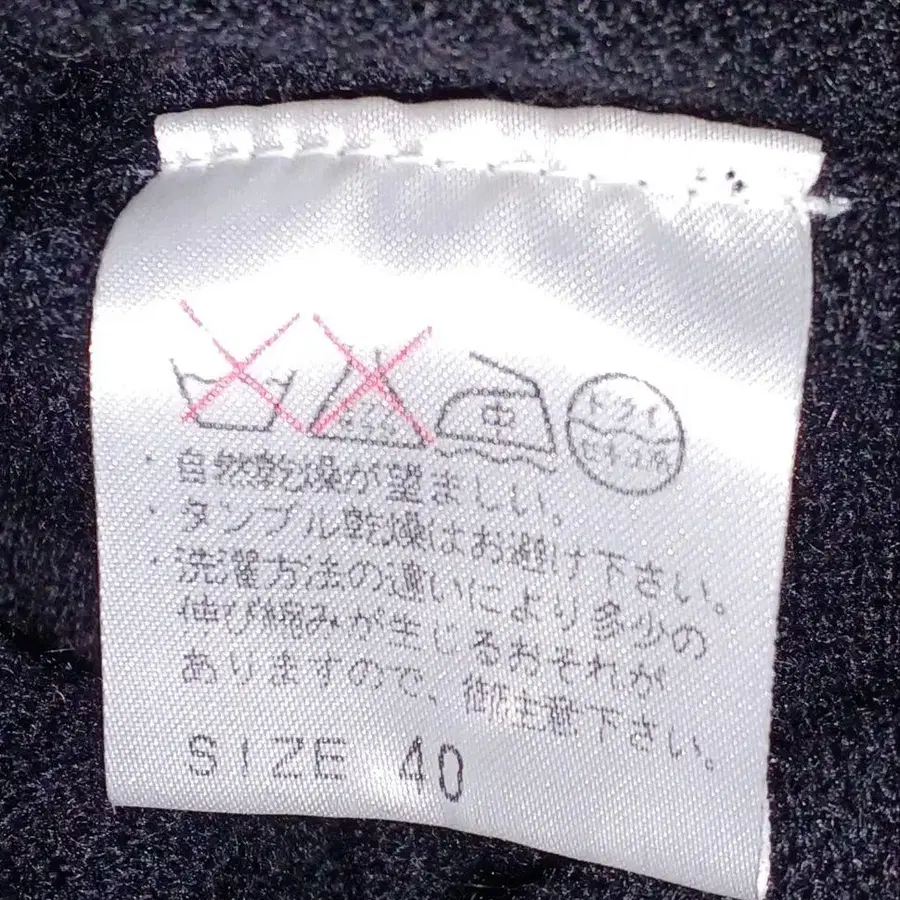 中
ドライ
セキユ系
・自然乾燥が望ましい。
・タンブル乾燥はお避け下さい。
・洗濯方法の違いにより多少の
伸び縮みが生じるおそれが
ありますので、御注意下さい。
SIZE 40